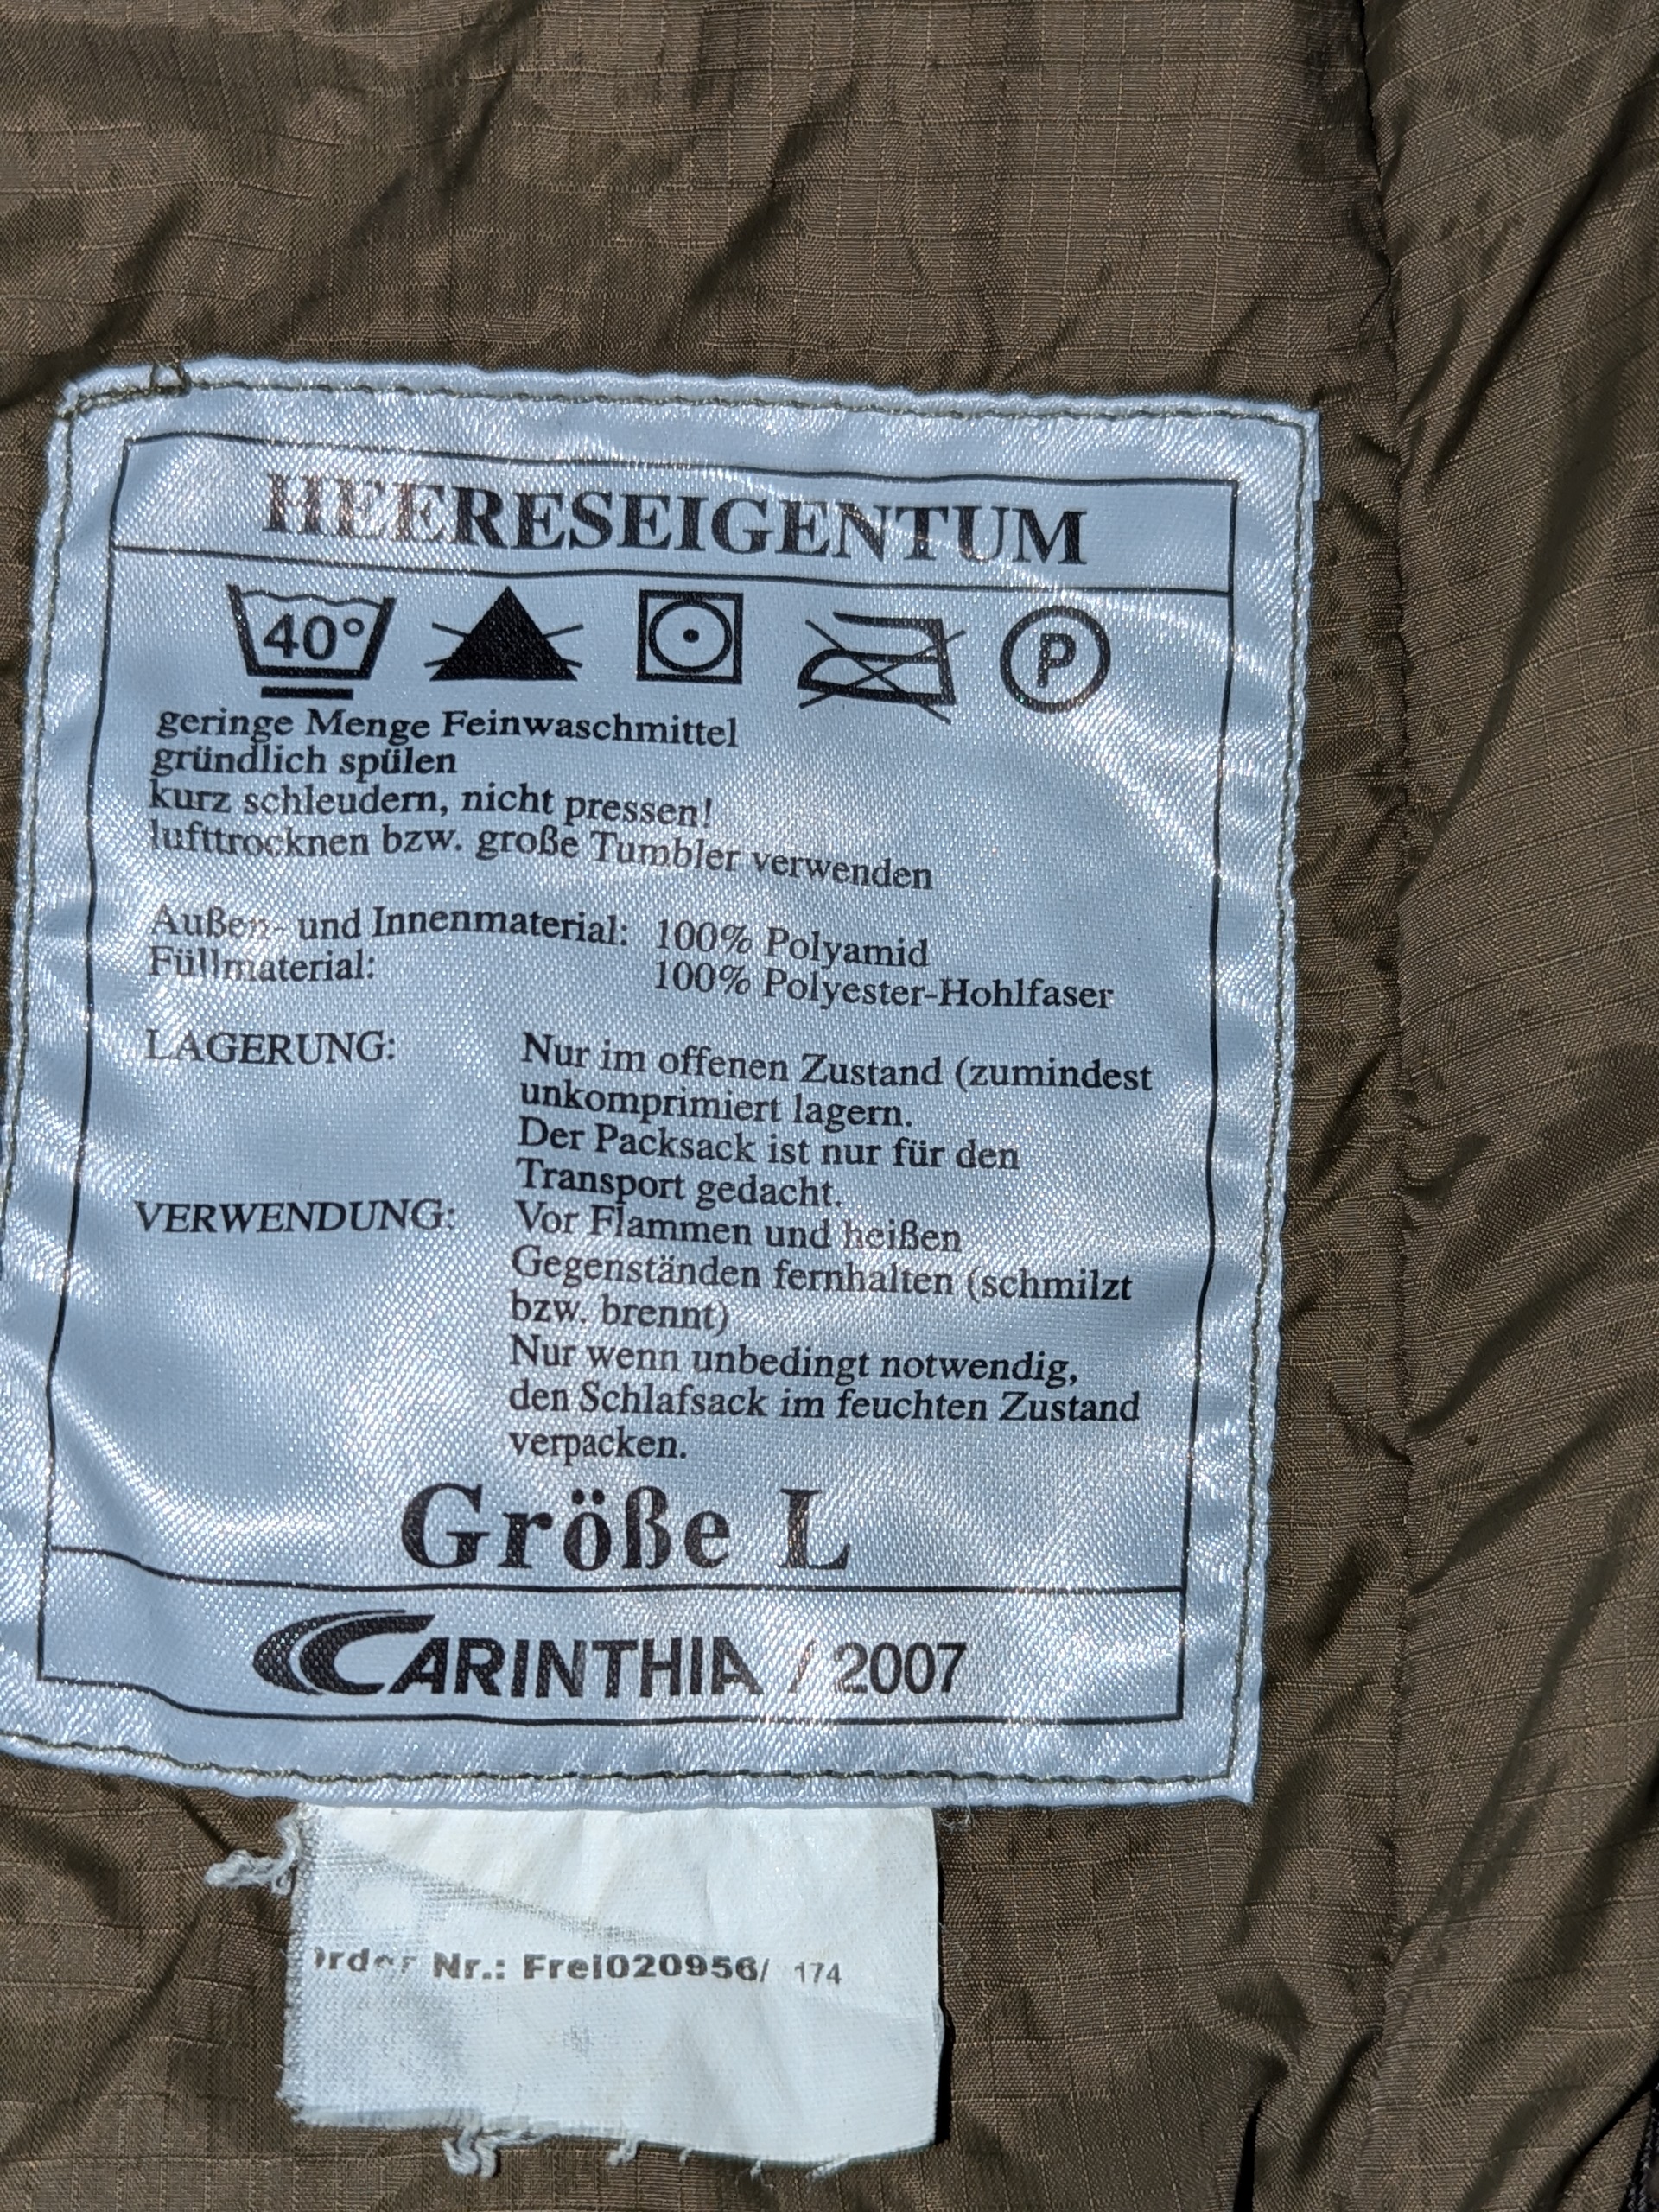 HEERESEIGENTUM
40° P
geringe Menge Feinwaschmittel
gründlich spülen
kurz schleudern, nicht pressen!
lufttrocknen bzw. große Tumbler verwenden
Außen- und Innenmaterial: 100% Polyamid
Füllmaterial: 100% Polyester-Hohlfaser
LAGERUNG: Nur im offenen Zustand (zumindest
unkomprimiert lagern.
Der Packsack ist nur für den
Transport gedacht.
VERWENDUNG: Vor Flammen und heißen
Gegenständen fernhalten (schmilzt
bzw. brennt)
Nur wenn unbedingt notwendig,
den Schlafsack im feuchten Zustand
verpacken.
Größe L
CARINTHIA / 2007
Order Nr.: Frei020956/ 174